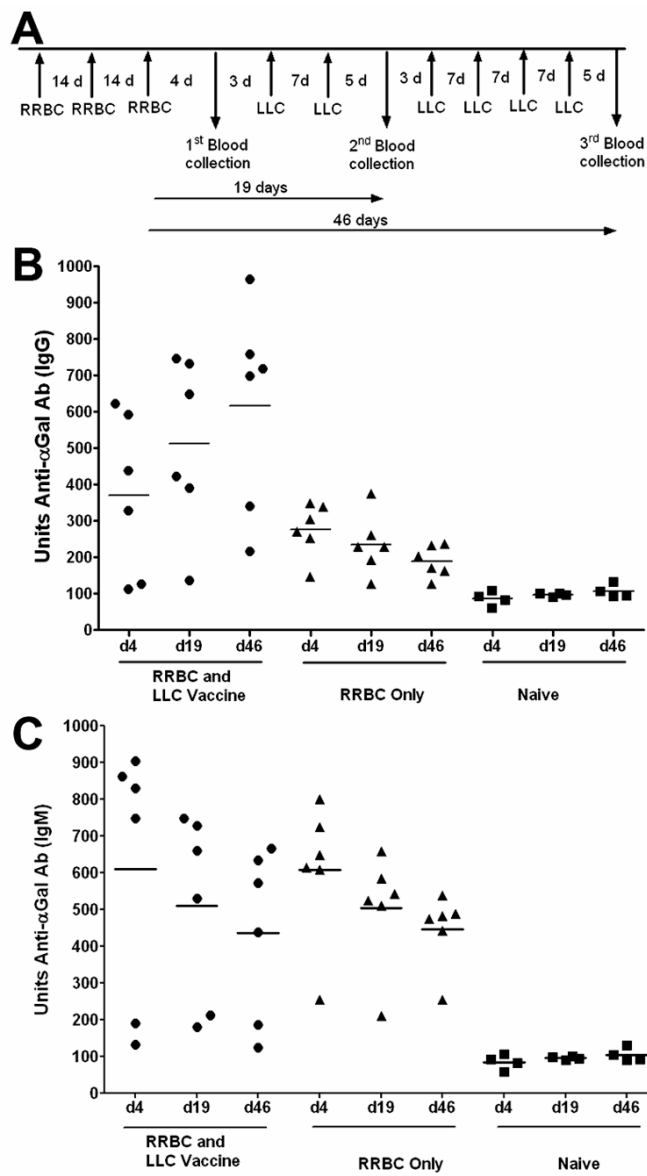 A
14 d 14 d 4 d 3 d 7d 5 d 3 d 7d 7d 7d 5 d
RRBC RRBC RRBC LLC LLC LLC LLC LLC LLC
1st Blood collection
2nd Blood collection
3rd Blood collection
19 days
46 days
B
Units Anti-αGal Ab (IgG)
1000
900
800
700
600
500
400
300
200
100
0
d4 d19 d46 d4 d19 d46 d4 d19 d46
RRBC and LLC Vaccine
RRBC Only
Naive
C
Units Anti-αGal Ab (IgM)
1000
900
800
700
600
500
400
300
200
100
0
d4 d19 d46 d4 d19 d46 d4 d19 d46
RRBC and LLC Vaccine
RRBC Only
Naive